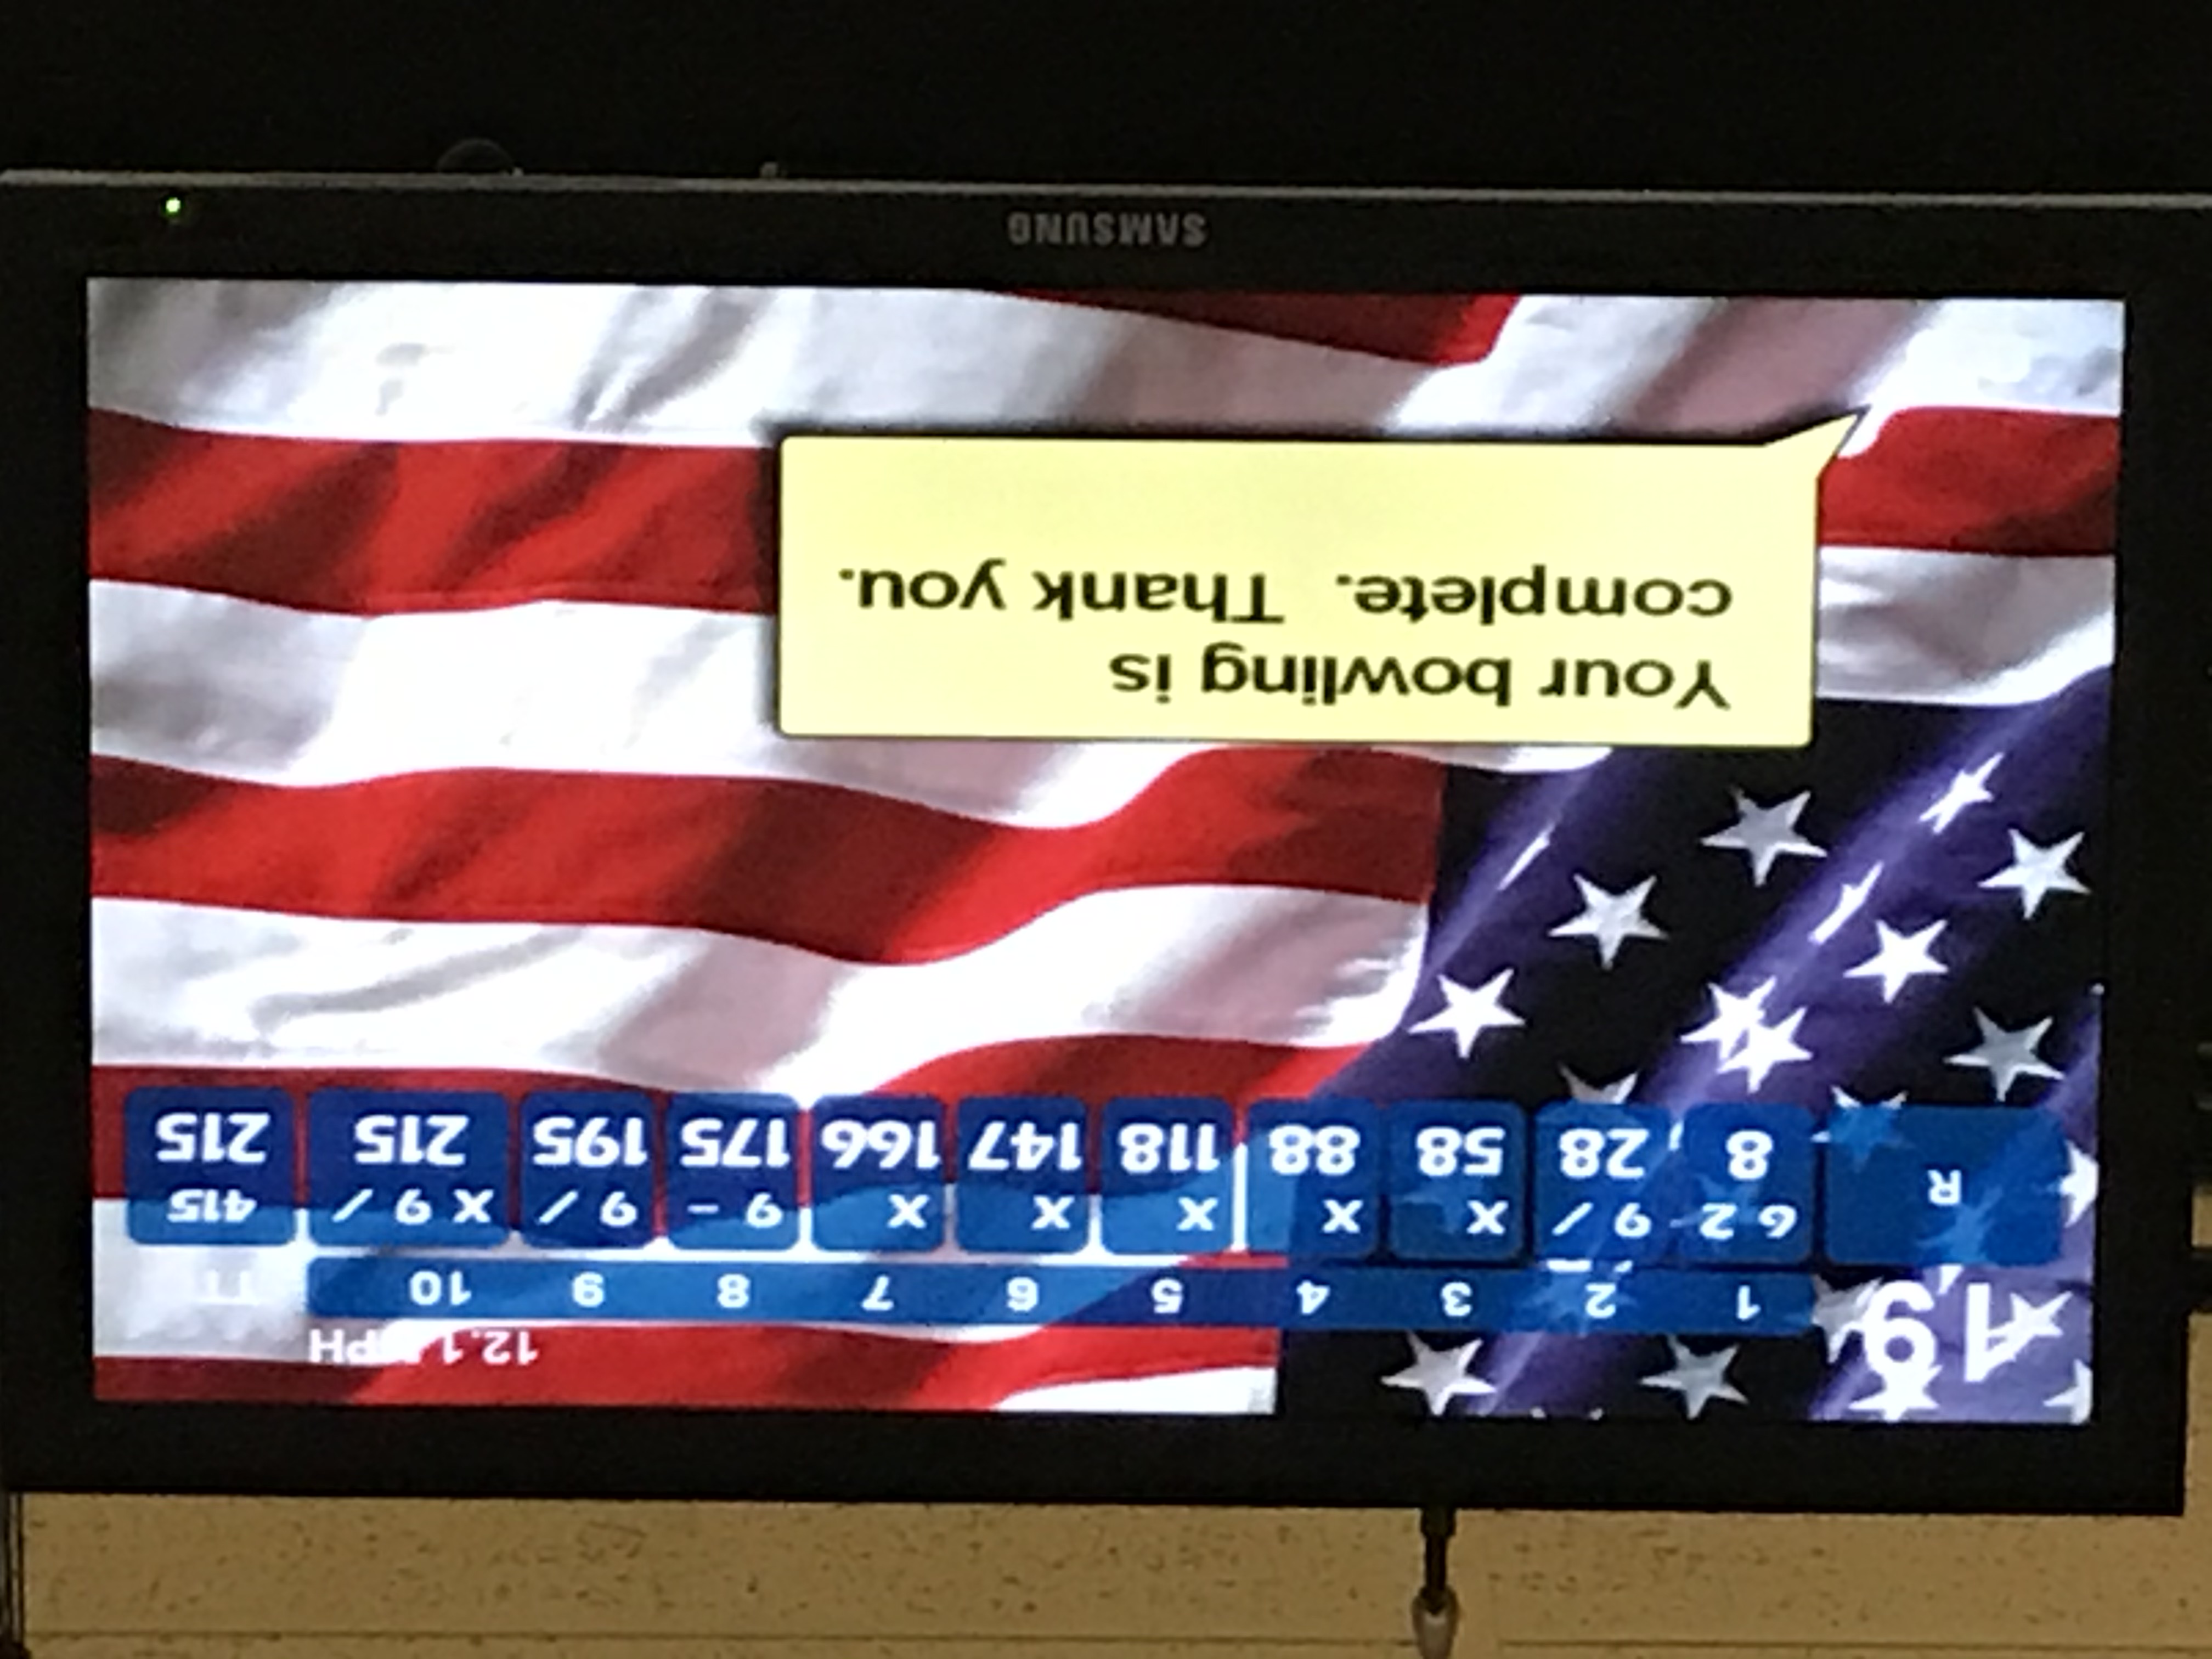 12.1 MPH
19
1 2 3 4 5 6 7 8 9 10 TT
R
6 2 9 / X X X X X 9 - 9 / X 9 / 415
8 28 58 88 118 147 166 175 195 215 215
Your bowling is
complete. Thank you.
SAMSUNG